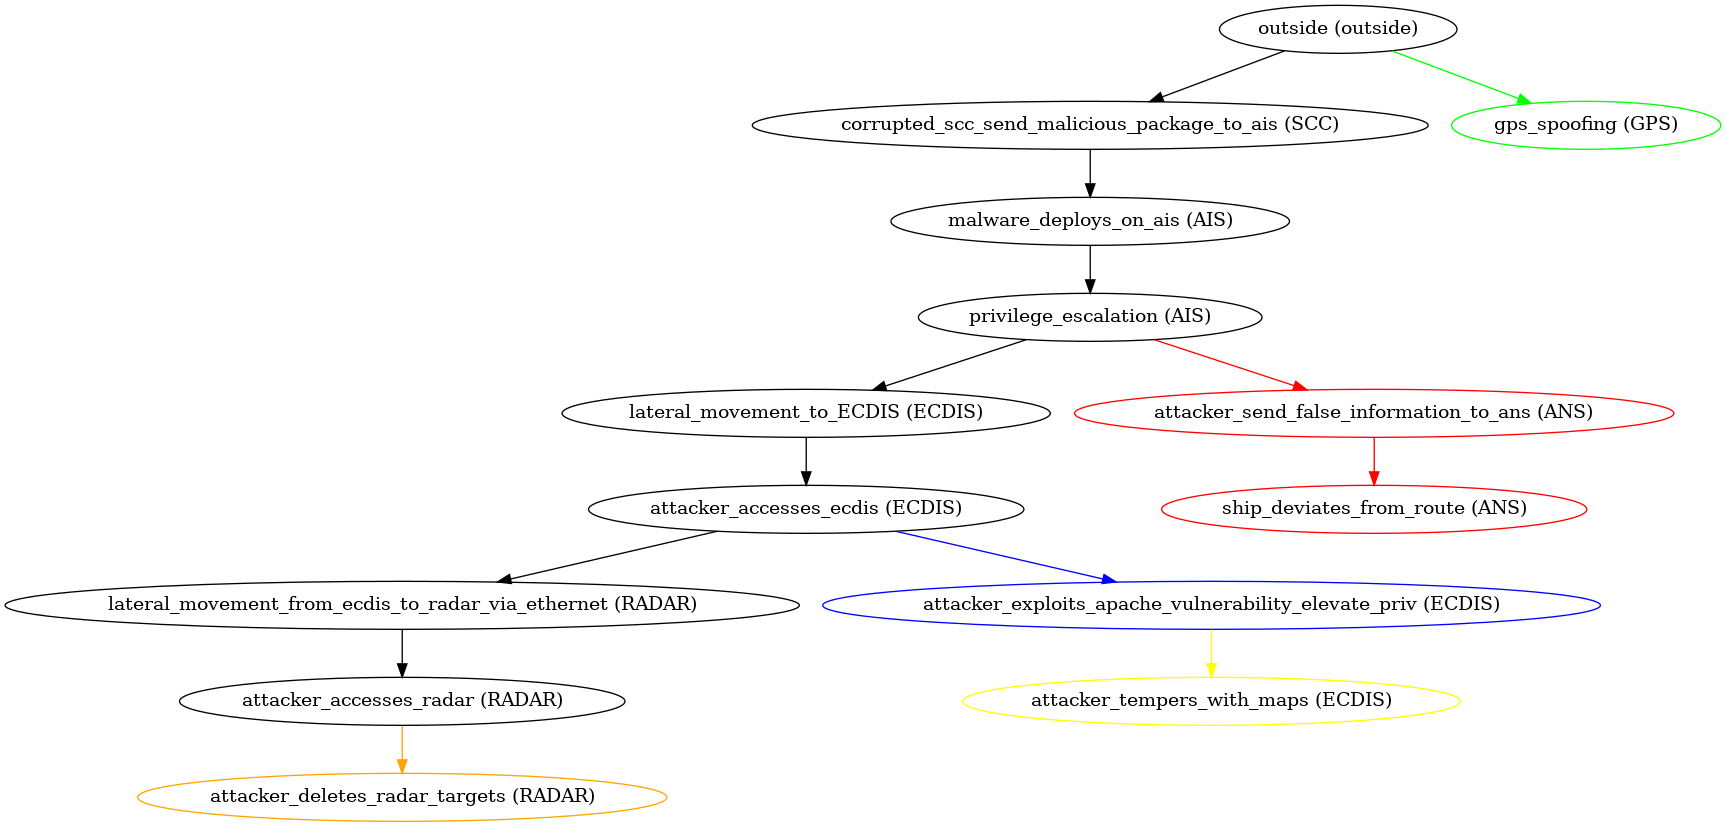 outside (outside)
corrupted_scc_send_malicious_package_to_ais (SCC)
gps_spoofing (GPS)
malware_deploys_on_ais (AIS)
privilege_escalation (AIS)
lateral_movement_to_ECDIS (ECDIS)
attacker_send_false_information_to_ans (ANS)
attacker_accesses_ecdis (ECDIS)
ship_deviates_from_route (ANS)
lateral_movement_from_ecdis_to_radar_via_ethernet (RADAR)
attacker_exploits_apache_vulnerability_elevate_priv (ECDIS)
attacker_accesses_radar (RADAR)
attacker_tempers_with_maps (ECDIS)
attacker_deletes_radar_targets (RADAR)